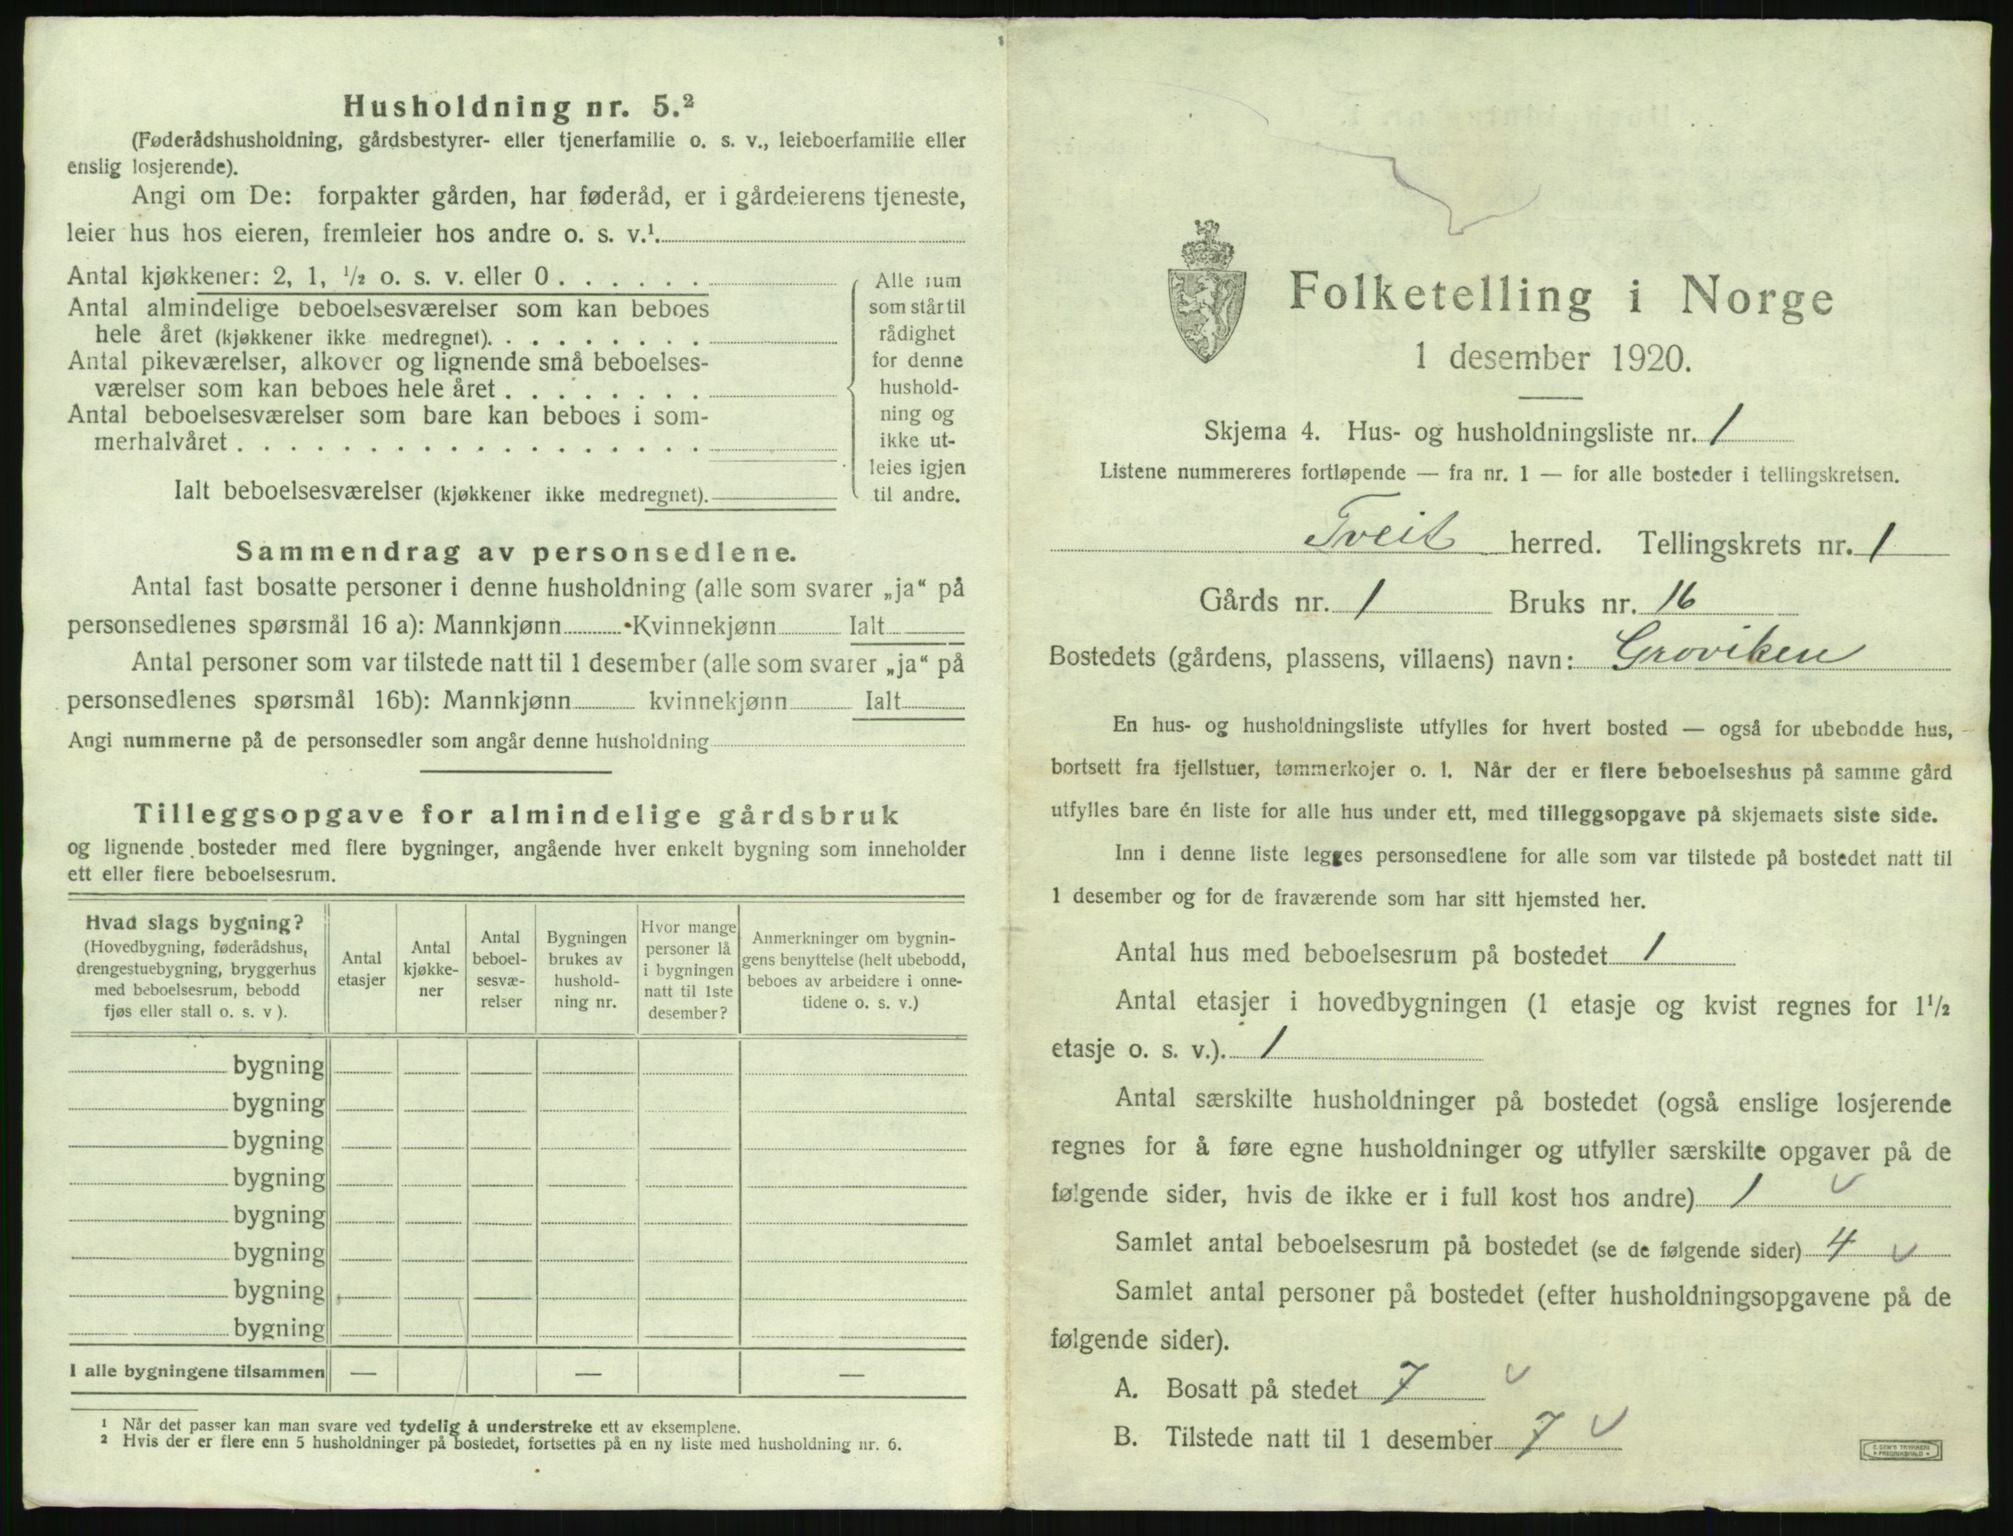 Husholdning nr. 5.²
(Føderådshusholdning, gårdsbestyrer- eller tjenerfamilie o. s. v., leieboerfamilie eller
enslig losjerende).
Angi om De: forpakter gården, har føderåd, er i gårdeierens tjeneste,
leier hus hos eieren, fremleier hos andre o. s. v.¹.
Antal kjøkkener: 2, 1, ½ o. s. v. eller 0 . . . . . .
Antal almindelige beboelsesværelser som kan beboes
hele året (kjøkkener ikke medregnet). . . . . . . . .
Antal pikeværelser, alkover og lignende små beboelses-
værelser som kan beboes hele året . . . . . . . .
Antal beboelsesværelser som bare kan beboes i som-
merhalvåret . . . . . . . . . . . . . . . . . .
Ialt beboelsesværelser (kjøkkener ikke medregnet).
Alle rum
som står til
rådighet
for denne
hushold-
ning og
ikke ut-
leies igjen
til andre.
Sammendrag av personsedlene.
Antal fast bosatte personer i denne husholdning (alle som svarer „ja“ på
personsedlenes spørsmål 16 a): Mannkjønn Kvinnekjønn Ialt
Antal personer som var tilstede natt til 1 desember (alle som svarer „ja“ på
personsedlenes spørsmål 16b): Mannkjønn kvinnekjønn Ialt
Angi nummerne på de personsedler som angår denne husholdning
Tilleggsopgave for almindelige gårdsbruk
og lignende bosteder med flere bygninger, angående hver enkelt bygning som inneholder
ett eller flere beboelsesrum.
Hvad slags bygning?
(Hovedbygning, føderådshus,
drengestuebygning, bryggerhus
med beboelsesrum, bebodd
fjøs eller stall o. s. v ).
Antal
etasjer
Antal
kjøkke-
ner
Antal
beboel-
sesvæ-
relser
Bygningen
brukes av
hushold-
ning nr.
Hvor mange
personer lå
i bygningen
natt til 1ste
desember?
Anmerkninger om bygnin-
gens benyttelse (helt ubebodd,
beboes av arbeidere i onne-
tidene o. s. v.)
bygning
bygning
bygning
bygning
bygning
bygning
bygning
bygning
I alle bygningene tilsammen — — —
¹ Når det passer kan man svare ved tydelig å understreke ett av eksemplene.
² Hvis der er flere enn 5 husholdninger på bostedet, fortsettes på en ny liste med husholdning nr. 6.
Folketelling i Norge
1 desember 1920.
Skjema 4. Hus- og husholdningsliste nr. 1
Listene nummereres fortløpende — fra nr. 1 — for alle bosteder i tellingskretsen.
Tveit herred. Tellingskrets nr. 1
Gårds nr. 1 Bruks nr. 16
Bostedets (gårdens, plassens, villaens) navn: Groviken
En hus- og husholdningsliste utfylles for hvert bosted — også for ubebodde hus,
bortsett fra fjellstuer, tømmerkojer o. l. Når der er flere beboelseshus på samme gård
utfylles bare én liste for alle hus under ett, med tilleggsopgave på skjemaets siste side.
Inn i denne liste legges personsedlene for alle som var tilstede på bostedet natt til
1 desember og for de fraværende som har sitt hjemsted her.
Antal hus med beboelsesrum på bostedet 1
Antal etasjer i hovedbygningen (1 etasje og kvist regnes for 1½
etasje o. s. v.). 1
Antal særskilte husholdninger på bostedet (også enslige losjerende
regnes for å føre egne husholdninger og utfyller særskilte opgaver på de
følgende sider, hvis de ikke er i full kost hos andre) 1
Samlet antal beboelsesrum på bostedet (se de følgende sider) 4
Samlet antal personer på bostedet (efter husholdningsopgavene på de
følgende sider).
A. Bosatt på stedet 7
B. Tilstede natt til 1 desember 7